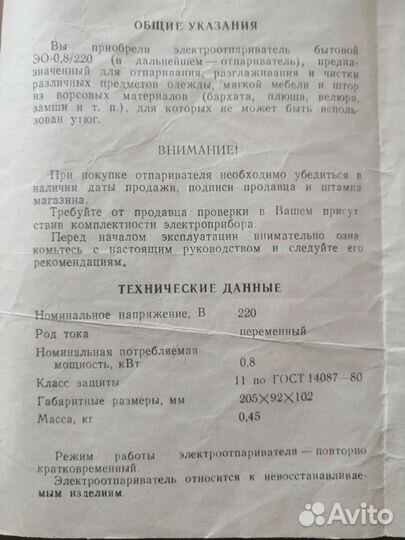 ОБЩИЕ УКАЗАНИЯ
Вы приобрели электроотпариватель бытовой
ЭО-0,8/220 (в дальнейшем — отпариватель), предна-
значенный для отпаривания, разглаживания и чистки
различных предметов одежды, мягкой мебели и штор
из ворсовых материалов (бархата, плюша, велюра,
замши и т. п.), для которых не может быть исполь-
зован утюг.
ВНИМАНИЕ!
При покупке отпаривателя необходимо убедиться в
наличии даты продажи, подписи продавца и штампа
магазина.
Требуйте от продавца проверки в Вашем присут
ствии комплектности электроприбора
Перед началом эксплуатации внимательно озна
комьтесь с настоящим руководством и следуйте его
рекомендациям.
ТЕХНИЧЕСКИЕ ДАННЫЕ
Номинальное напряжение, В 220
Род тока переменный
Номинальная потребляемая
мощность, кВт 0,8
Класс защиты 11 по ГОСТ 14087—80
Габаритные размеры, мм 205×92×102
Масса, кг 0,45
Режим работы электроотпаривателя — повторно
кратковременный.
Электроотпариватель относится к невосстанавливае-
мым изделиям.
Avito